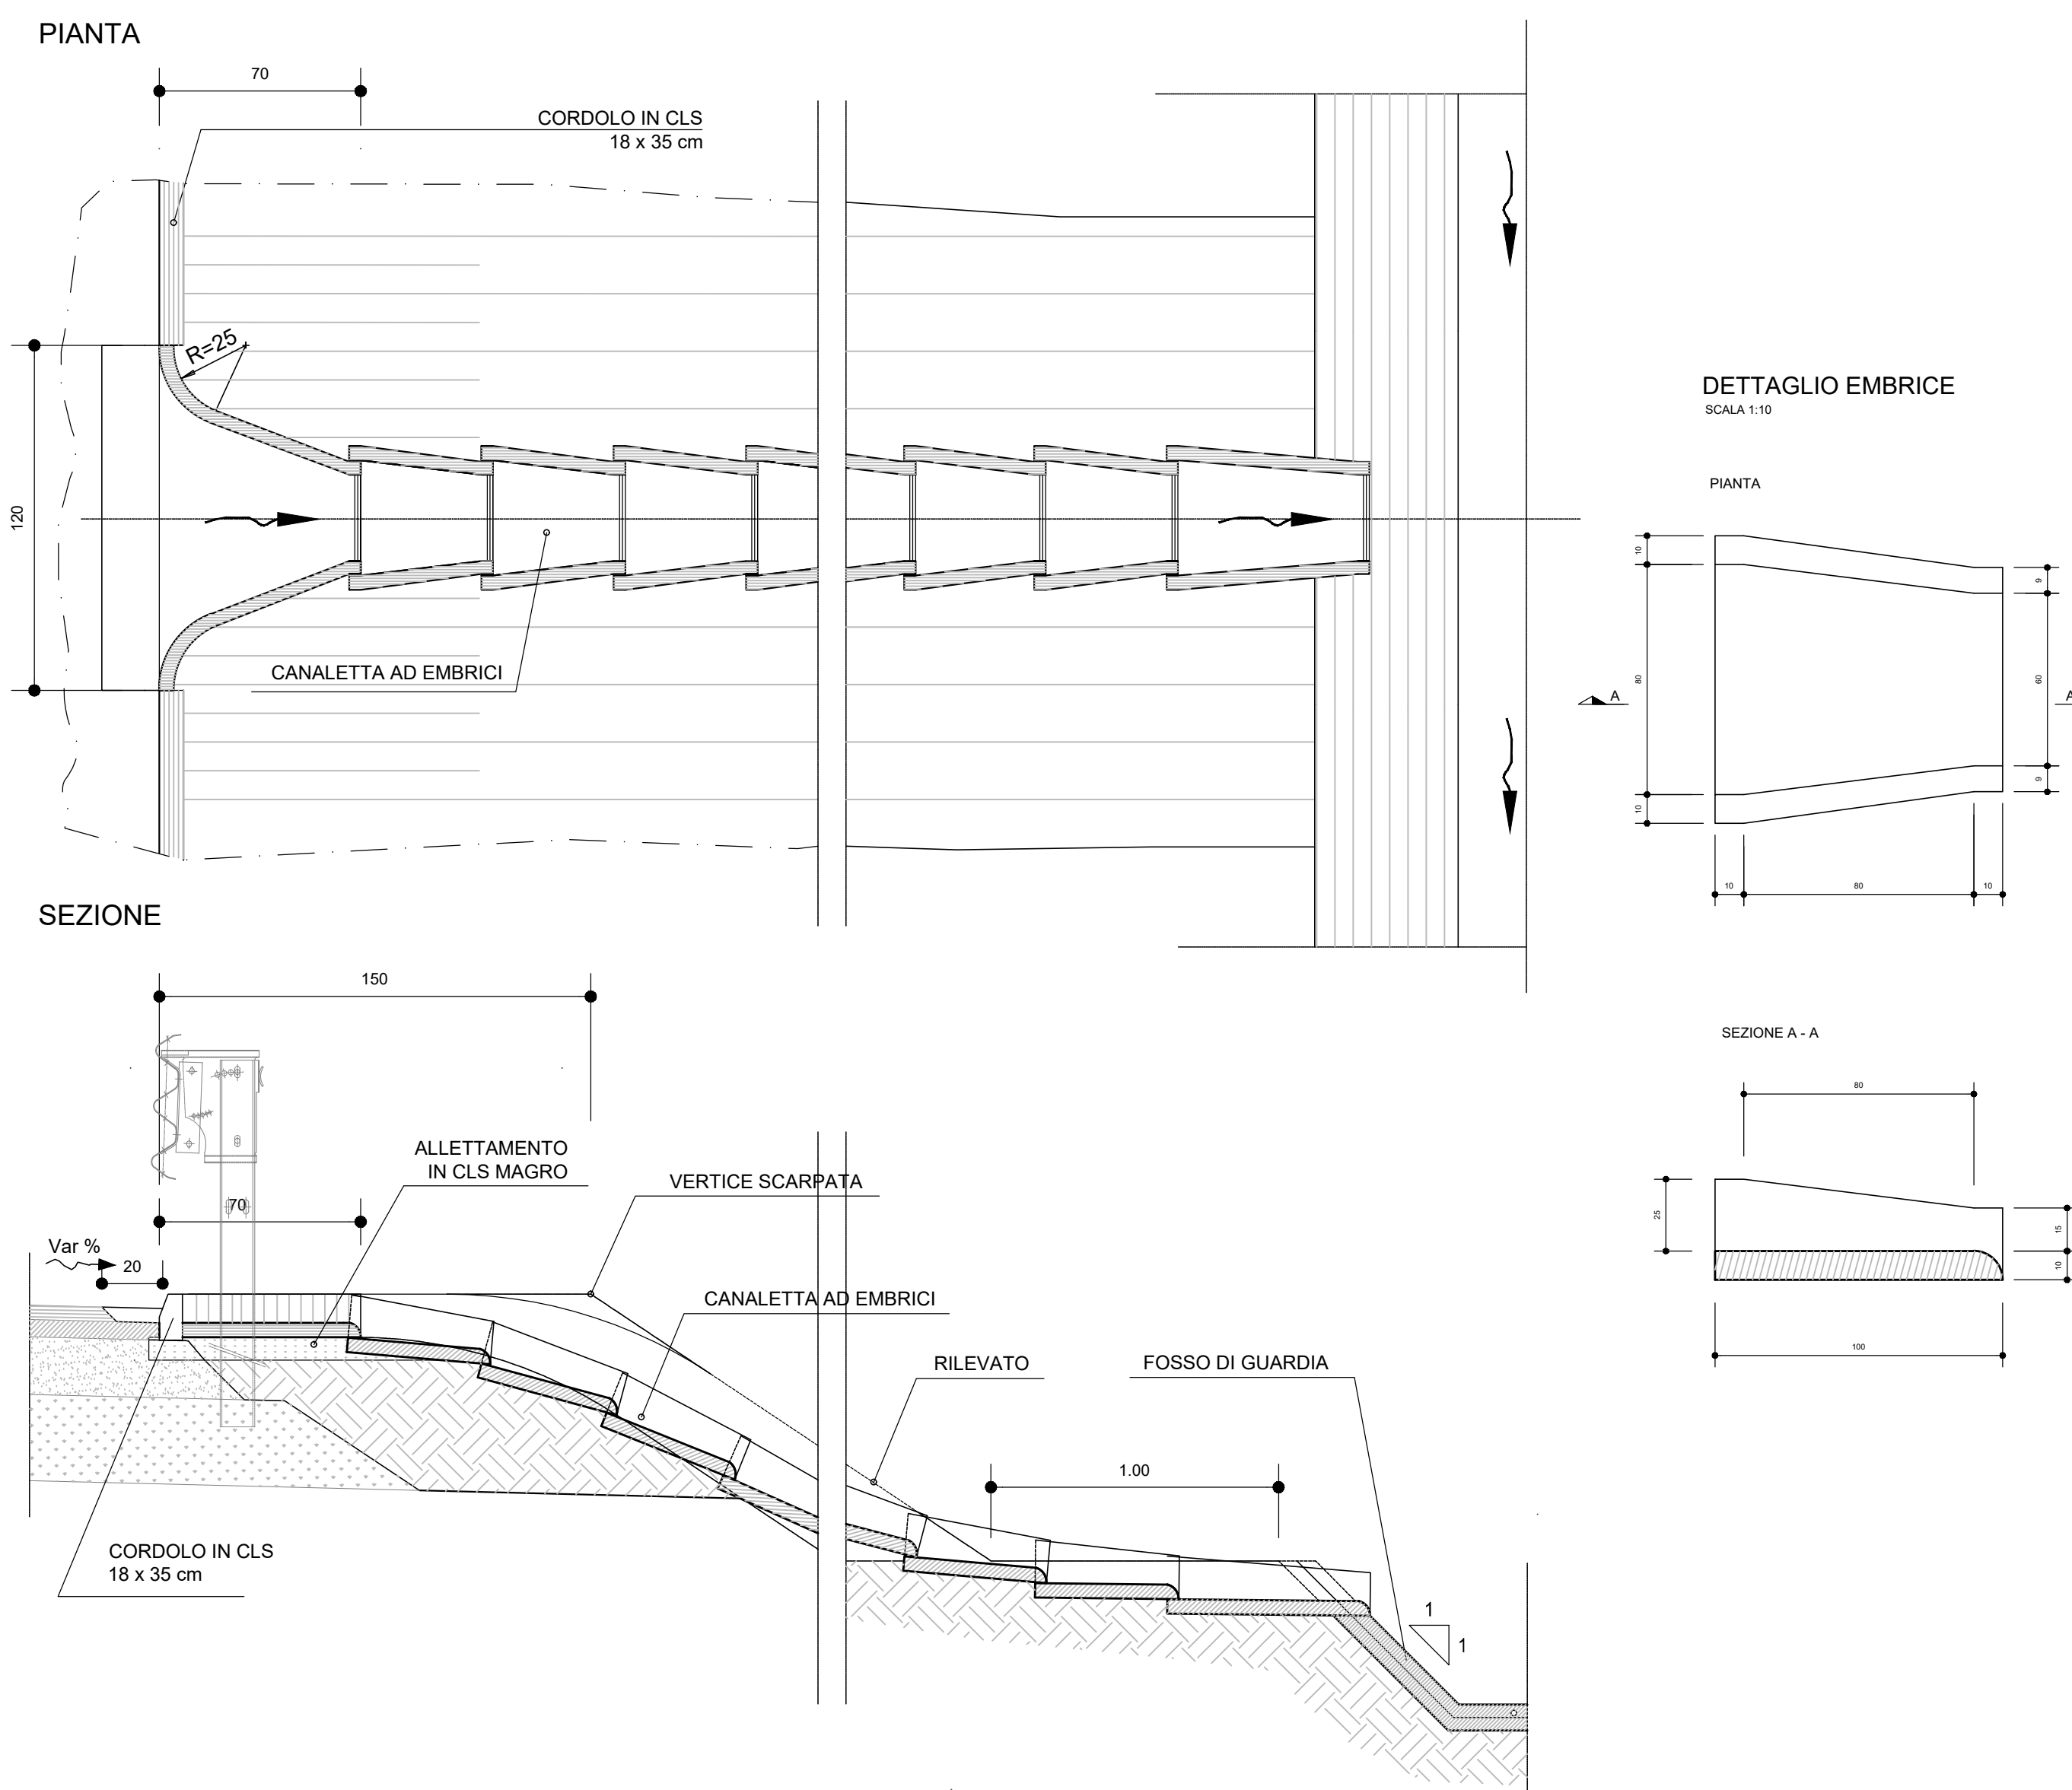 PIANTA
70
CORDOLO IN CLS
18 x 35 cm
R=25
120
CANALETTA AD EMBRICI
DETTAGLIO EMBRICE
SCALA 1:10
PIANTA
10
9
80
60
A
A
9
10
10
80
10
SEZIONE
150
SEZIONE A - A
80
25
15
10
100
ALLETTAMENTO
IN CLS MAGRO
VERTICE SCARPATA
70
Var %
20
CANALETTA AD EMBRICI
RILEVATO
FOSSO DI GUARDIA
1.00
CORDOLO IN CLS
18 x 35 cm
1
1